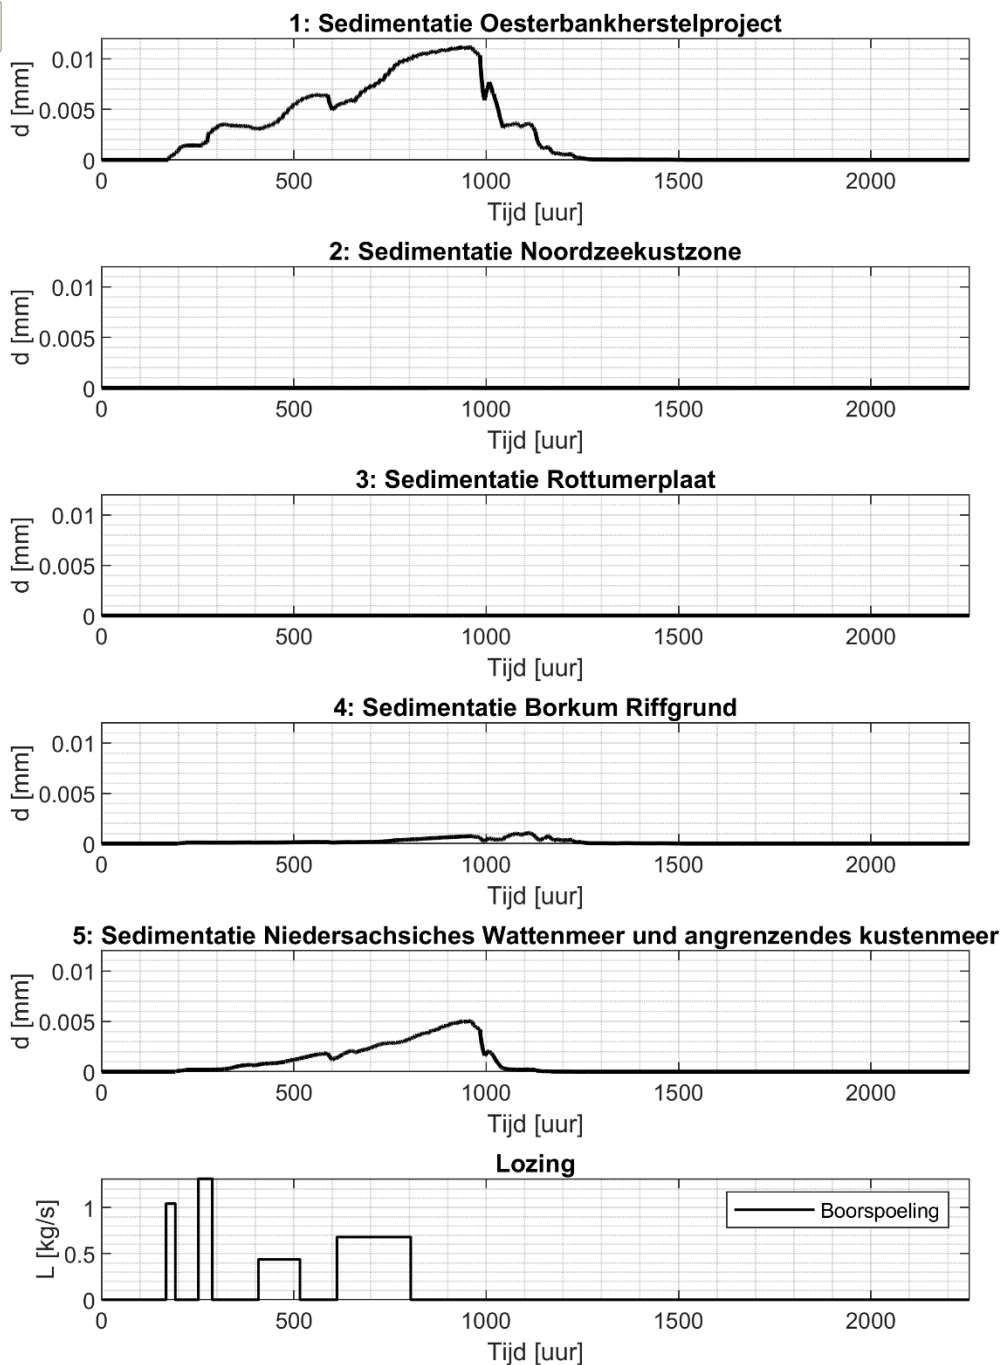 1: Sedimentatie Oesterbankherstelproject
0.01
0.005
0
d [mm]
0 500 1000 1500 2000
Tijd [uur]
2: Sedimentatie Noordzeekustzone
0.01
0.005
0
d [mm]
0 500 1000 1500 2000
Tijd [uur]
3: Sedimentatie Rottumerplaat
0.01
0.005
0
d [mm]
0 500 1000 1500 2000
Tijd [uur]
4: Sedimentatie Borkum Riffgrund
0.01
0.005
0
d [mm]
0 500 1000 1500 2000
Tijd [uur]
5: Sedimentatie Niedersachsiches Wattenmeer und angrenzendes kustenmeer
0.01
0.005
0
d [mm]
0 500 1000 1500 2000
Tijd [uur]
Lozing
1
0.5
0
L [kg/s]
Boorspoeling
0 500 1000 1500 2000
Tijd [uur]